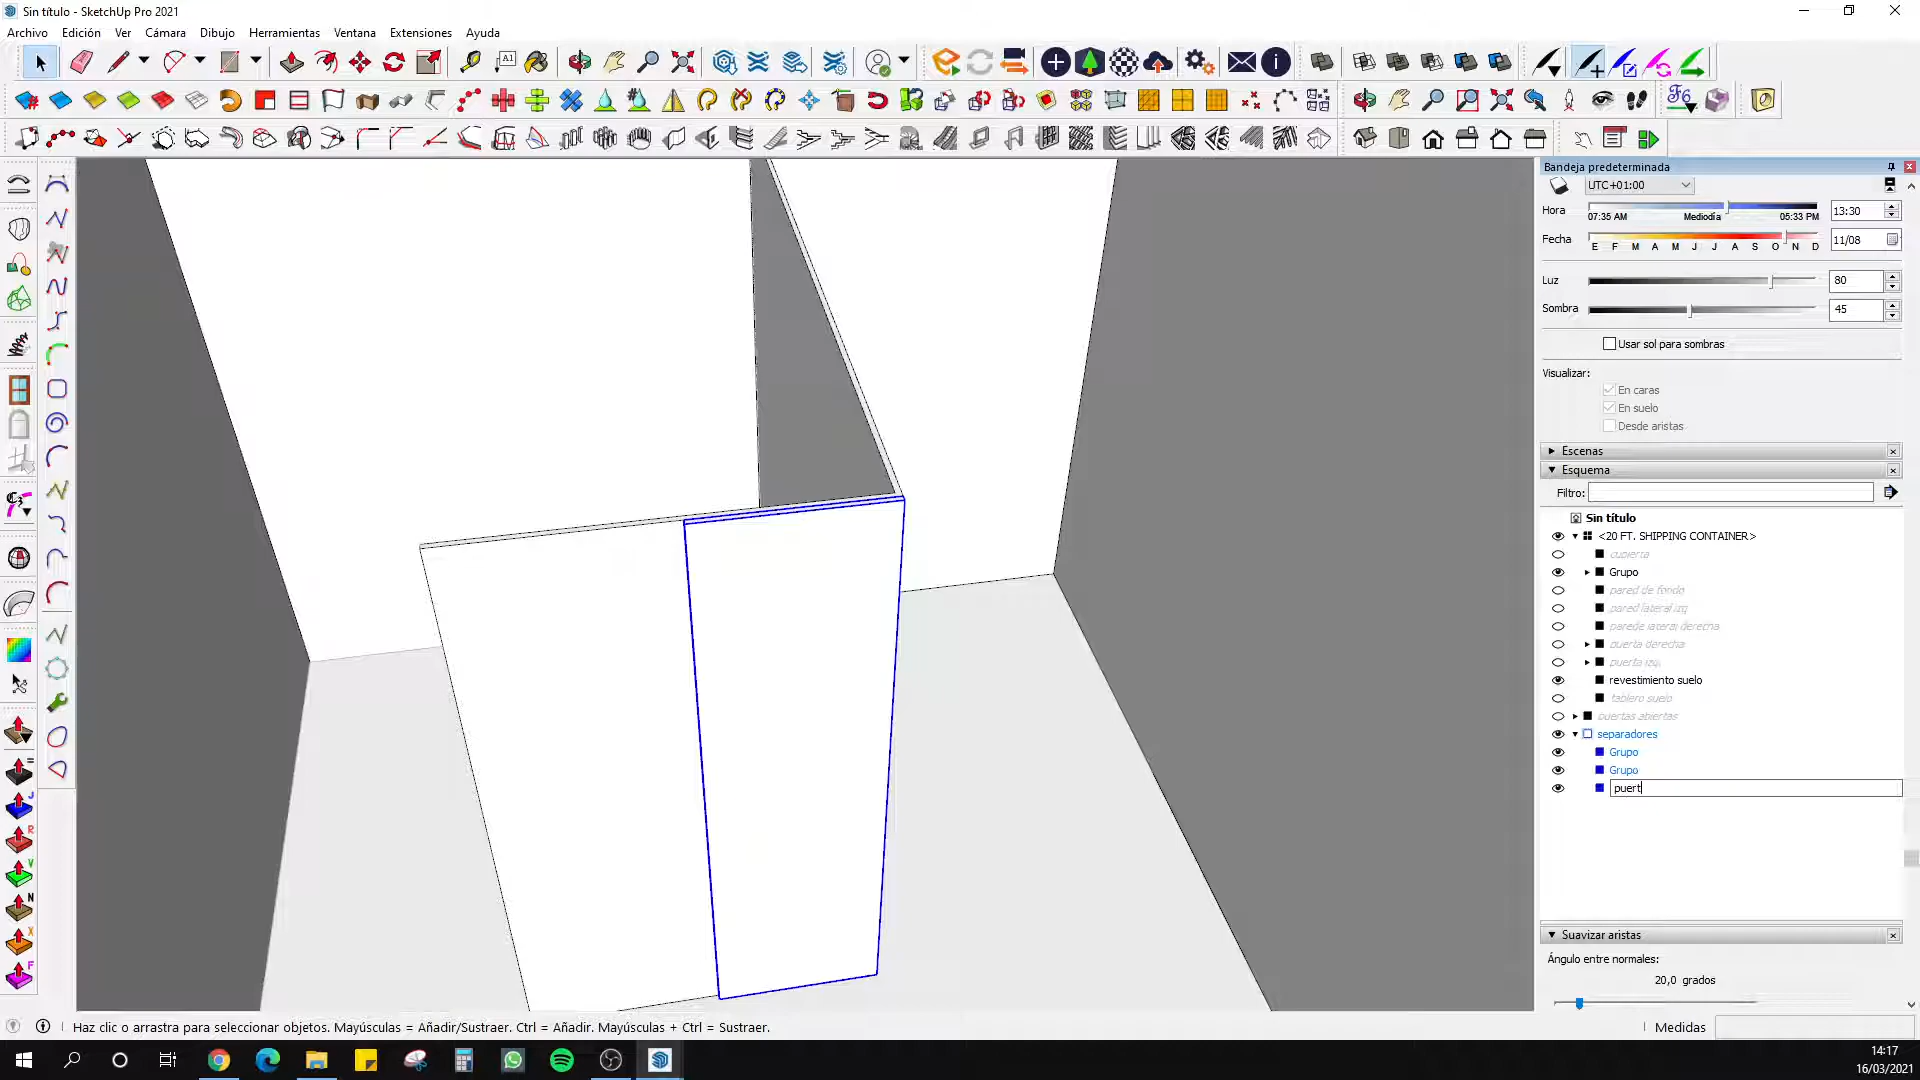 Sin título - SketchUp Pro 2021
Archivo Edición Ver Cámara Dibujo Herramientas Ventana Extensiones Ayuda
A1
Bandeja predeterminada
UTC+01:00
Hora 07:35 AM Mediodía 05:33 PM 13:30
Fecha E F M A M J J A S O N D 11/08
Luz 80
Sombra 45
Usar sol para sombras
Visualizar:
En caras
En suelo
Desde aristas
Escenas
Esquema
Filtro:
Sin título
<20 FT. SHIPPING CONTAINER>
cubierta
Grupo
pared de fondo
pared lateral izq
parede lateral derecha
puerta derecha
puerta izq.
revestimiento suelo
tablero suelo
puertas abiertas
separadores
Grupo
Grupo
puert
Suavizar aristas
Ángulo entre normales:
20,0 grados
Haz clic o arrastra para seleccionar objetos. Mayúsculas = Añadir/Sustraer. Ctrl = Añadir. Mayúsculas + Ctrl = Sustraer.
Medidas
14:17
16/03/2021